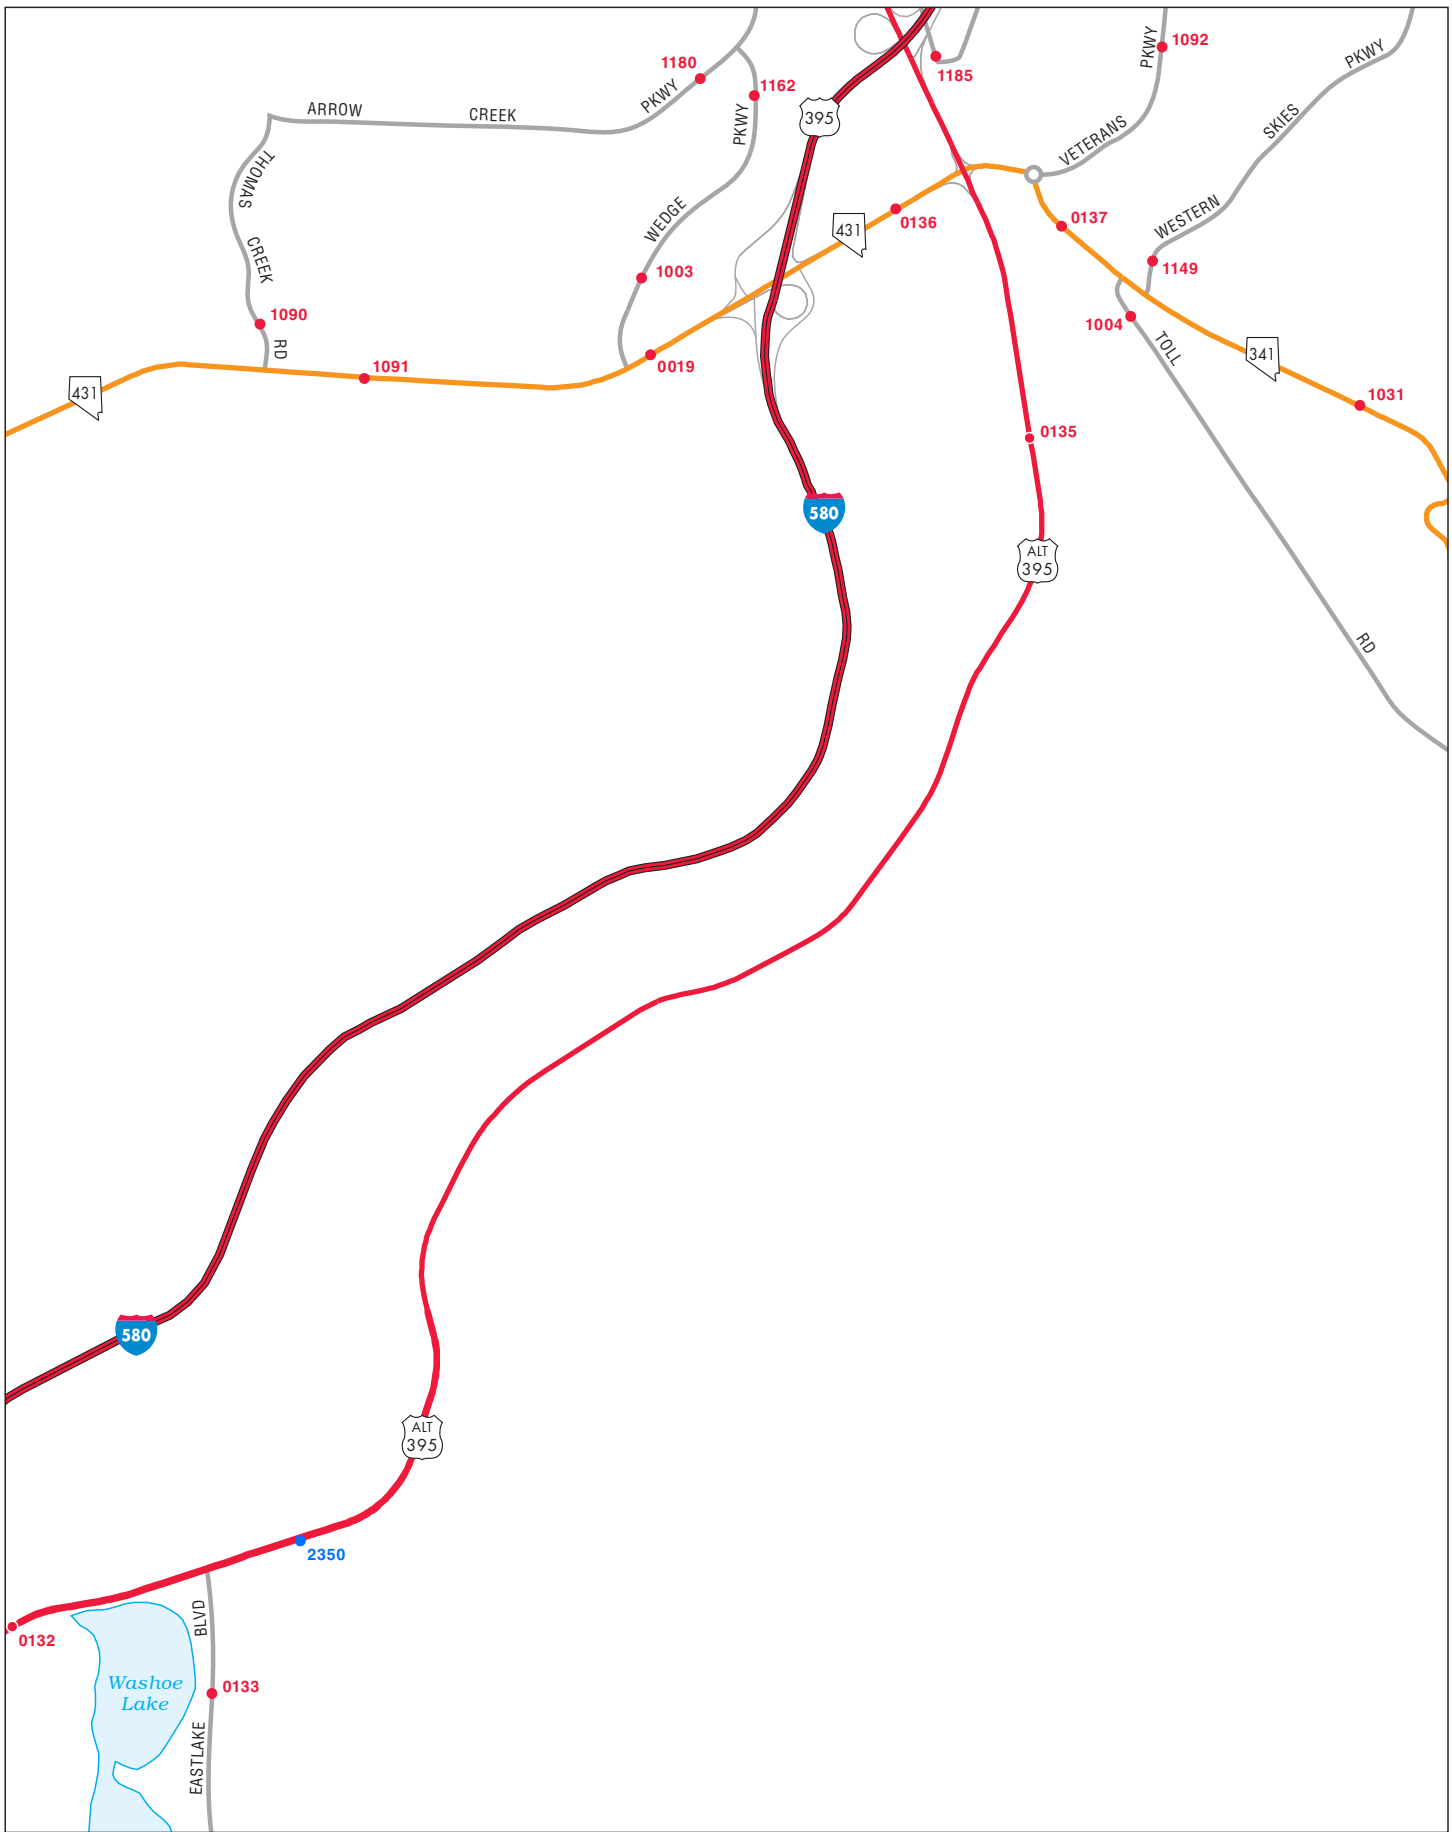 1092
PKWY
PKWY
1180
1185
1162
PKWY
ARROW
CREEK
395
PKWY
SKIES
VETERANS
THOMAS
WEDGE
WESTERN
0136
0137
431
CREEK
1149
1003
1090
1004
RD
TOLL
341
0019
1091
431
1031
0135
580
ALT
395
RD
580
ALT
395
2350
BLVD
0132
Washoe
Lake
0133
EASTLAKE